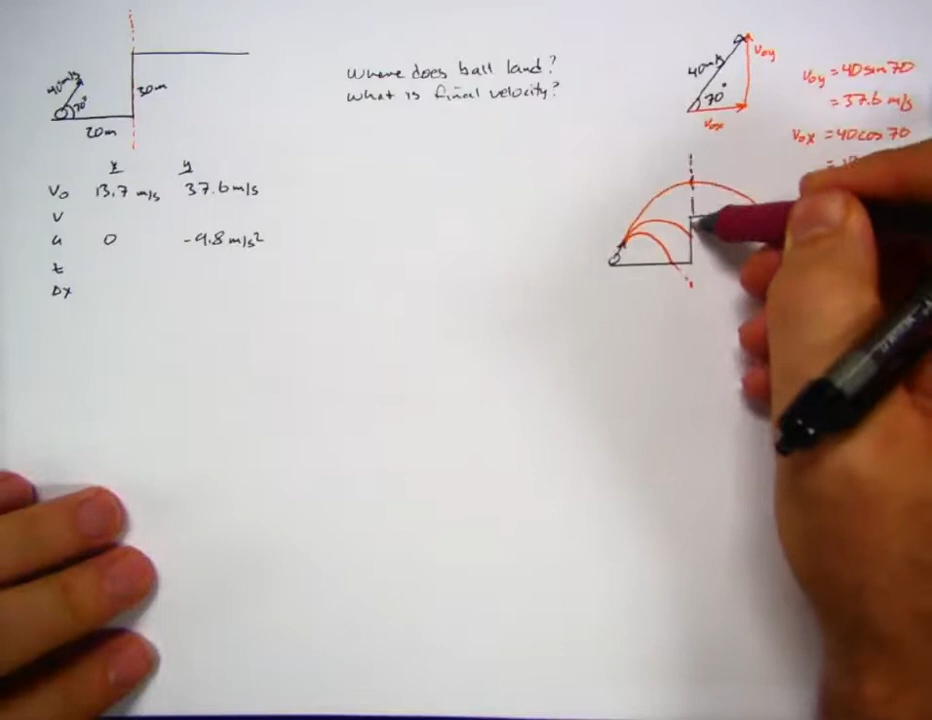 40m/s
70°
30m
20m
Where does ball land?
What is final velocity?
40m/s
70°
voy
vox
voy = 40sin70
= 37.6 m/s
vox = 40cos70
x y
vo 13.7 m/s 37.6 m/s
v
a 0 -9.8 m/s²
t
Δx